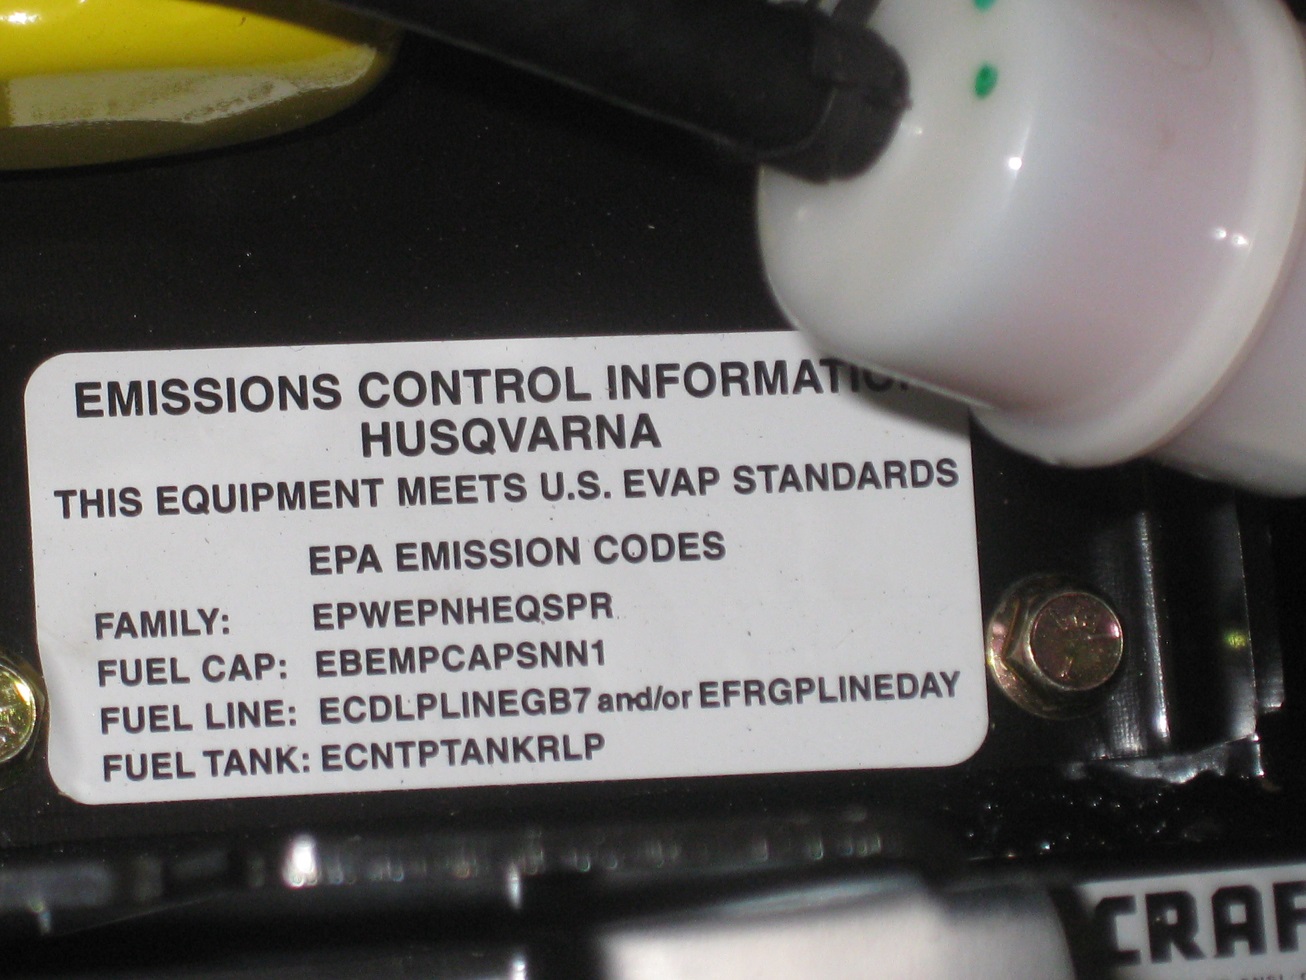 EMISSIONS CONTROL
HUSQVARNA
THIS EQUIPMENT MEETS U.S. EVAP STANDARDS
EPA EMISSION CODES
FAMILY: EPWEPNHEQSPR
FUEL CAP: EBEMPCAPSNN1
FUEL LINE: ECDLPLINEGB7 and/or EFRGPLINEDAY
FUEL TANK: ECNTPTANKRLP
CRAF